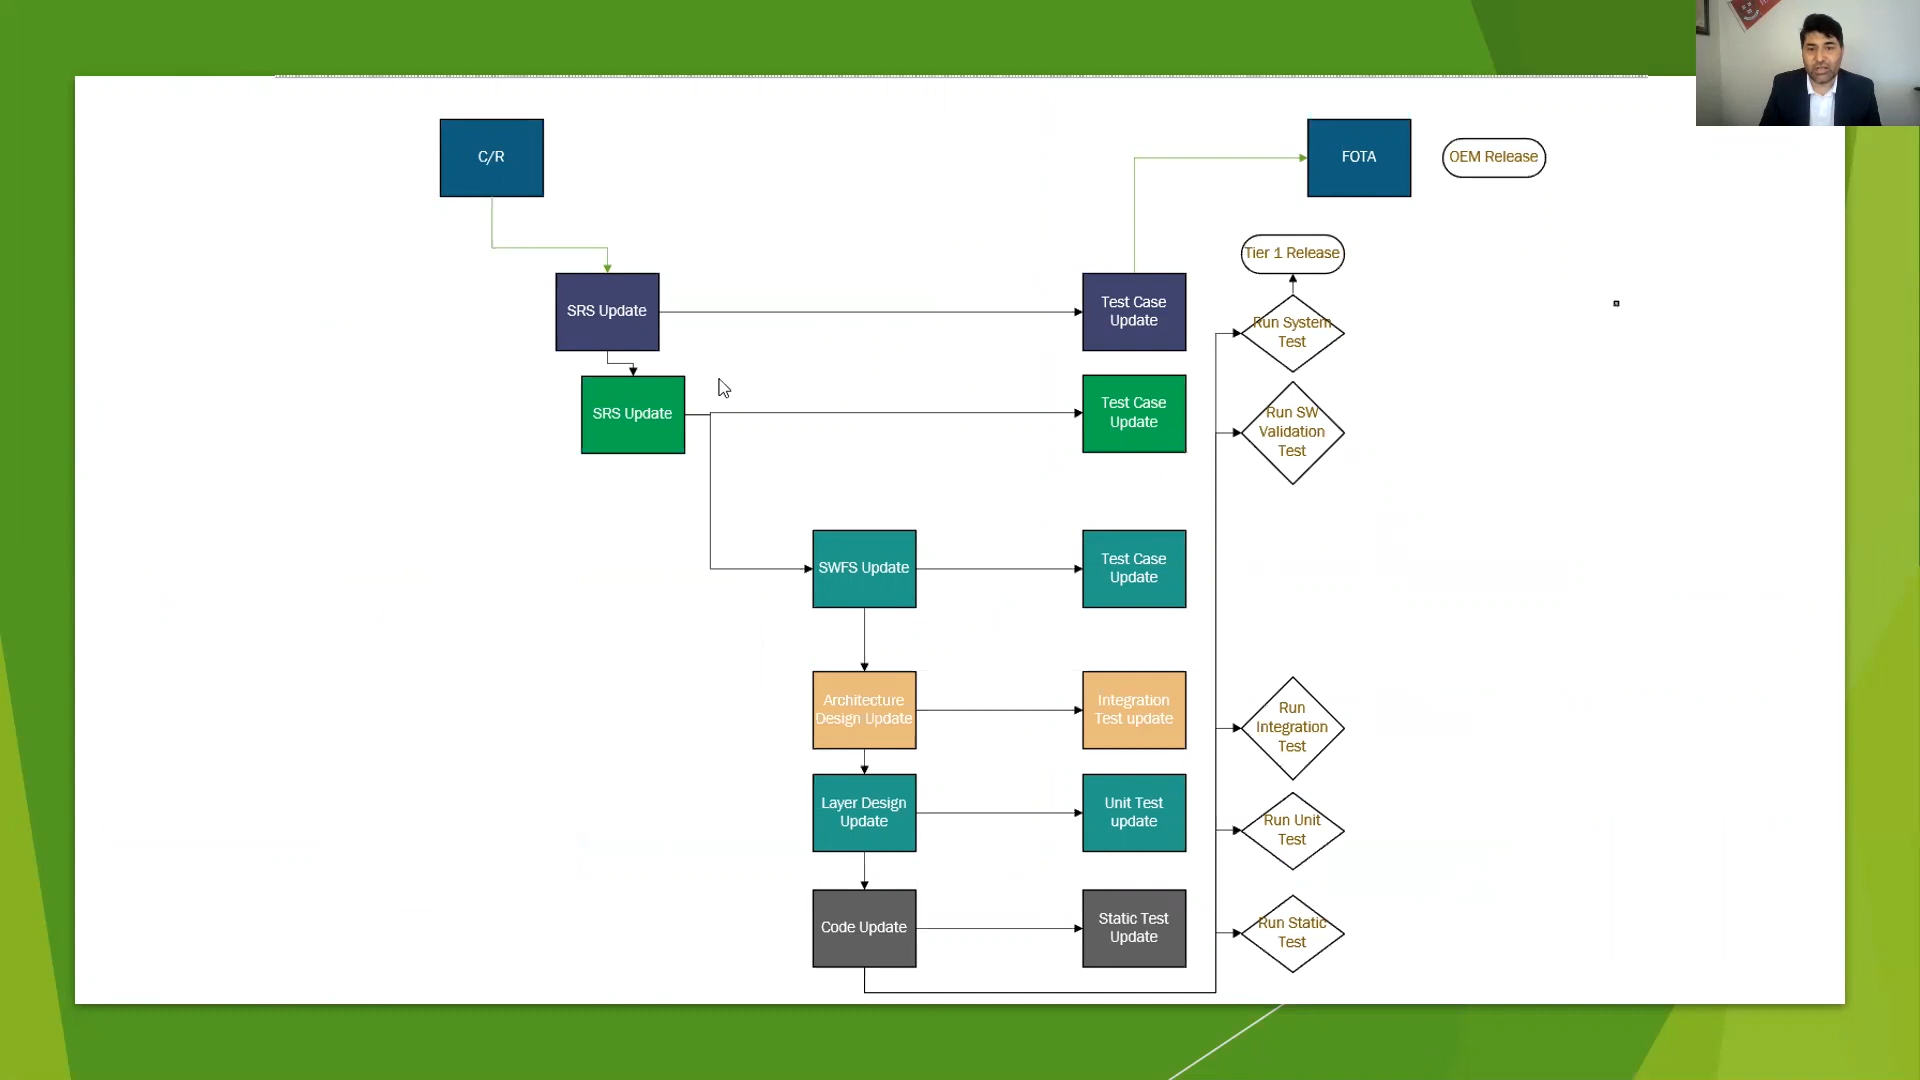 C/R
FOTA
OEM Release
Tier 1 Release
SRS Update
Test Case
Update
Run System
Test
SRS Update
Test Case
Update
Run SW
Validation
Test
SWFS Update
Test Case
Update
Architecture
Design Update
Integration
Test update
Run
Integration
Test
Layer Design
Update
Unit Test
update
Run Unit
Test
Code Update
Static Test
Update
Run Static
Test